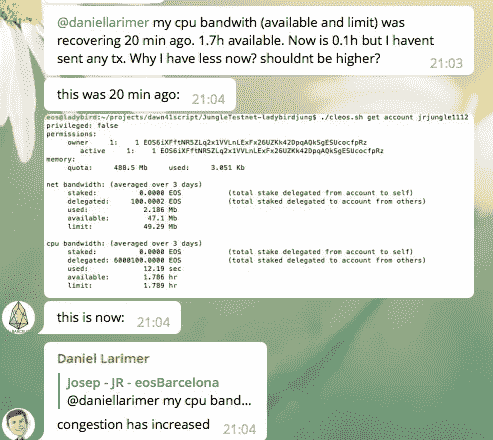 @daniellarimer my cpu bandwith (available and limit) was
recovering 20 min ago. 1.7h available. Now is 0.1h but I havent
sent any tx. Why I have less now? shouldnt be higher?
21:03
this was 20 min ago: 21:04
eos@ladybird:~/projects/dawn41script/JungleTestnet-ladybirdjung$ ./cleos.sh get account jrjungle1112
privileged: false
permissions:
owner 1: 1
active 1: 1
memory:
quota: 488.5 Mb used: 3.051 Kb
net bandwidth: (averaged over 3 days)
staked: 0.0000 EOS (total stake delegated from account to self)
delegated: 100.0002 EOS (total staked delegated to account from others)
used: 2.186 Mb
available: 47.1 Mb
limit: 49.29 Mb
cpu bandwidth: (averaged over 3 days)
staked: 0.0000 EOS (total stake delegated from account to self)
delegated: 6000100.0000 EOS (total staked delegated to account from others)
used: 12.19 sec
available: 1.786 hr
limit: 1.789 hr
this is now: 21:04
Daniel Larimer
Josep - JR - eosBarcelona
@daniellarimer my cpu band...
congestion has increased 21:04